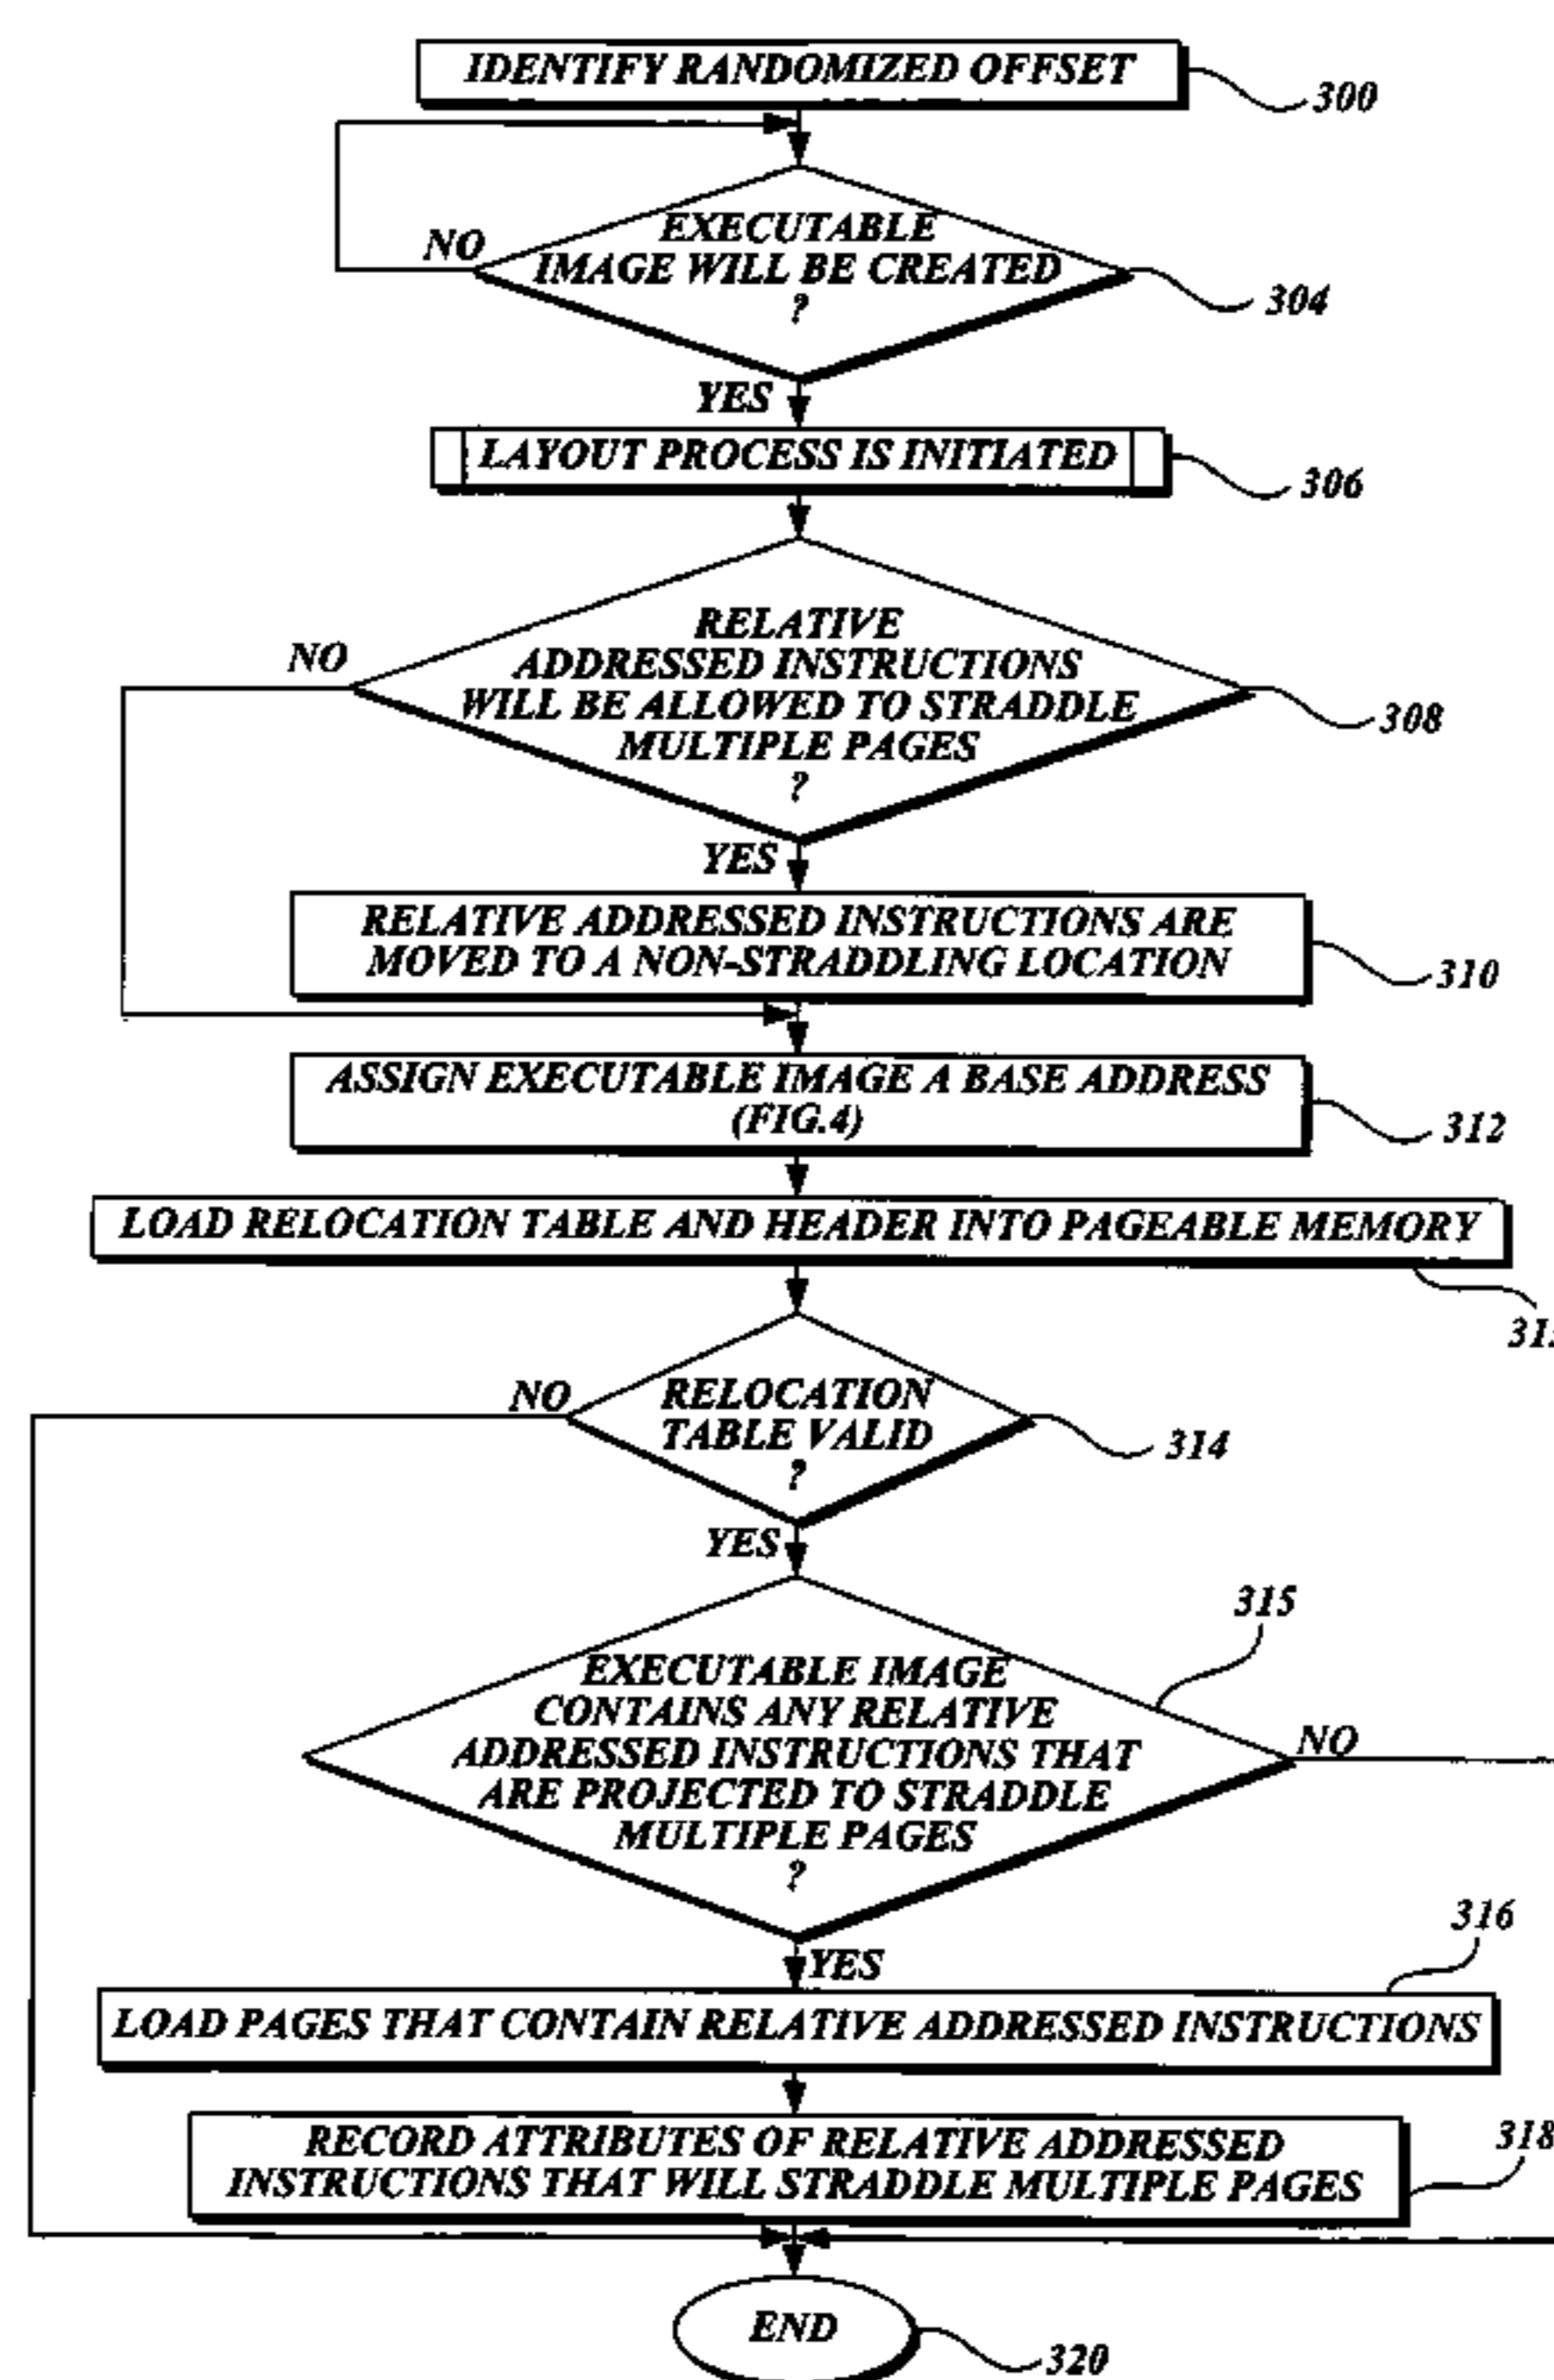 IDENTIFY RANDOMIZED OFFSET
300
NO
EXECUTABLE
IMAGE WILL BE CREATED
?
304
YES
LAYOUT PROCESS IS INITIATED
306
NO
RELATIVE
ADDRESSED INSTRUCTIONS
WILL BE ALLOWED TO STRADDLE
MULTIPLE PAGES
?
308
YES
RELATIVE ADDRESSED INSTRUCTIONS ARE
MOVED TO A NON-STRADDLING LOCATION
310
ASSIGN EXECUTABLE IMAGE A BASE ADDRESS
(FIG.4)
312
LOAD RELOCATION TABLE AND HEADER INTO PAGEABLE MEMORY
NO
RELOCATION
TABLE VALID
?
314
YES
315
EXECUTABLE IMAGE
CONTAINS ANY RELATIVE
ADDRESSED INSTRUCTIONS THAT
ARE PROJECTED TO STRADDLE
MULTIPLE PAGES
?
NO
316
YES
LOAD PAGES THAT CONTAIN RELATIVE ADDRESSED INSTRUCTIONS
318
RECORD ATTRIBUTES OF RELATIVE ADDRESSED
INSTRUCTIONS THAT WILL STRADDLE MULTIPLE PAGES
END
320